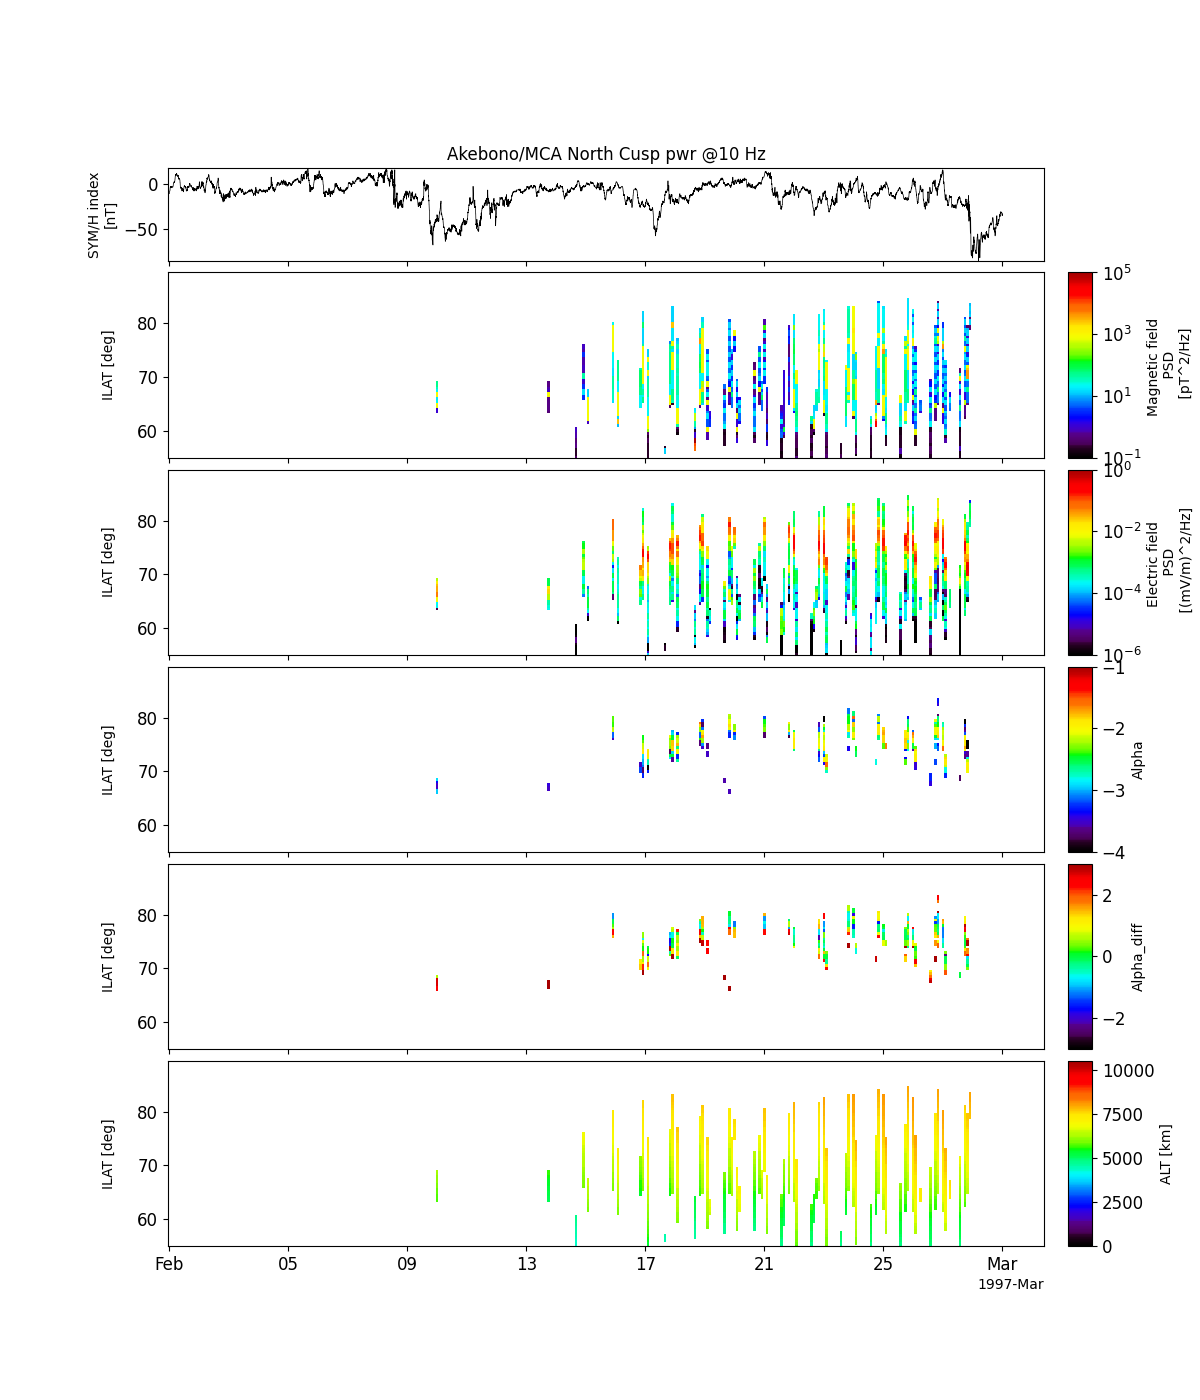 Akebono/MCA North Cusp pwr @10 Hz
SYM/H index
[nT]
0
−50
ILAT [deg]
80
70
60
10^5
10^3
10^1
10^−1
Magnetic field
PSD
[pT^2/Hz]
ILAT [deg]
80
70
60
10^0
10^−2
10^−4
10^−6
Electric field
PSD
[(mV/m)^2/Hz]
ILAT [deg]
80
70
60
−1
−2
−3
−4
Alpha
ILAT [deg]
80
70
60
2
0
−2
Alpha_diff
ILAT [deg]
80
70
60
10000
7500
5000
2500
0
ALT [km]
Feb 05 09 13 17 21 25 Mar
1997-Mar